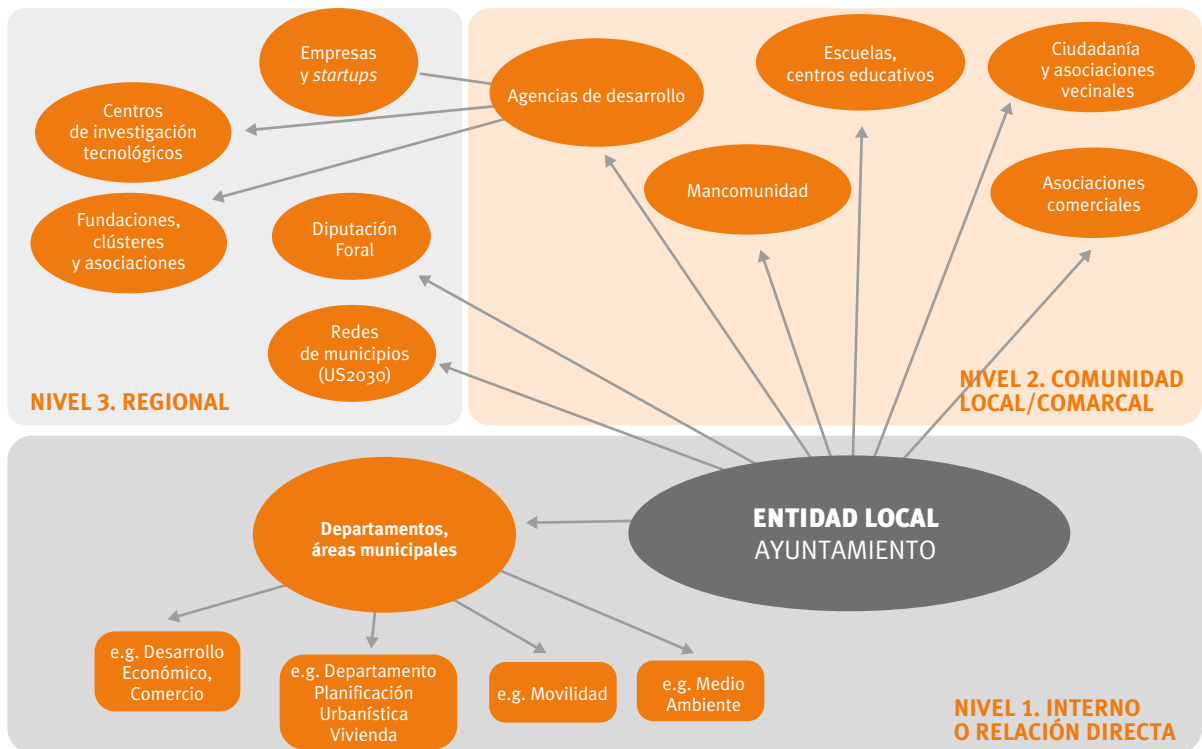 Empresas
y startups
Centros
de investigación
tecnológicos
Fundaciones,
clústeres
y asociaciones
Diputación
Foral
Redes
de municipios
(US2030)
NIVEL 3. REGIONAL
Agencias de desarrollo
Escuelas,
centros educativos
Ciudadanía
y asociaciones
vecinales
Mancomunidad
Asociaciones
comerciales
NIVEL 2. COMUNIDAD
LOCAL/COMARCAL
ENTIDAD LOCAL
AYUNTAMIENTO
Departamentos,
áreas municipales
e.g. Desarrollo
Económico,
Comercio
e.g. Departamento
Planificación
Urbanística
Vivienda
e.g. Movilidad
e.g. Medio
Ambiente
NIVEL 1. INTERNO
O RELACIÓN DIRECTA